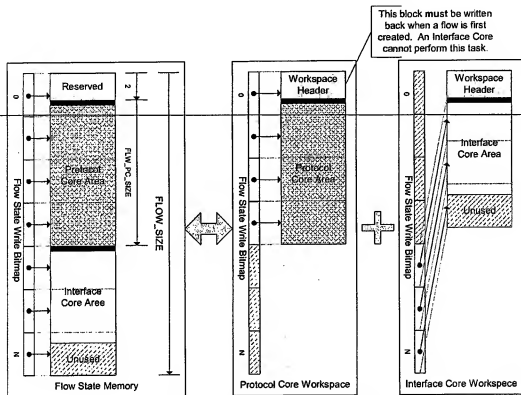 This block must be written
back when a flow is first
created. An Interface Core
cannot perform this task.
Reserved
Protocol
Core Area
Interface
Core Area
Unused
0
N
Flow State Write Bitmap
2
FLW_PC_SIZE
FLOW_SIZE
Flow State Memory
Workspace
Header
Protocol
Core Area
0
N
Flow State Write Bitmap
Protocol Core Workspace
Workspace
Header
Interface
Core Area
Unused
0
N
Flow State Write Bitmap
Interface Core Workspece